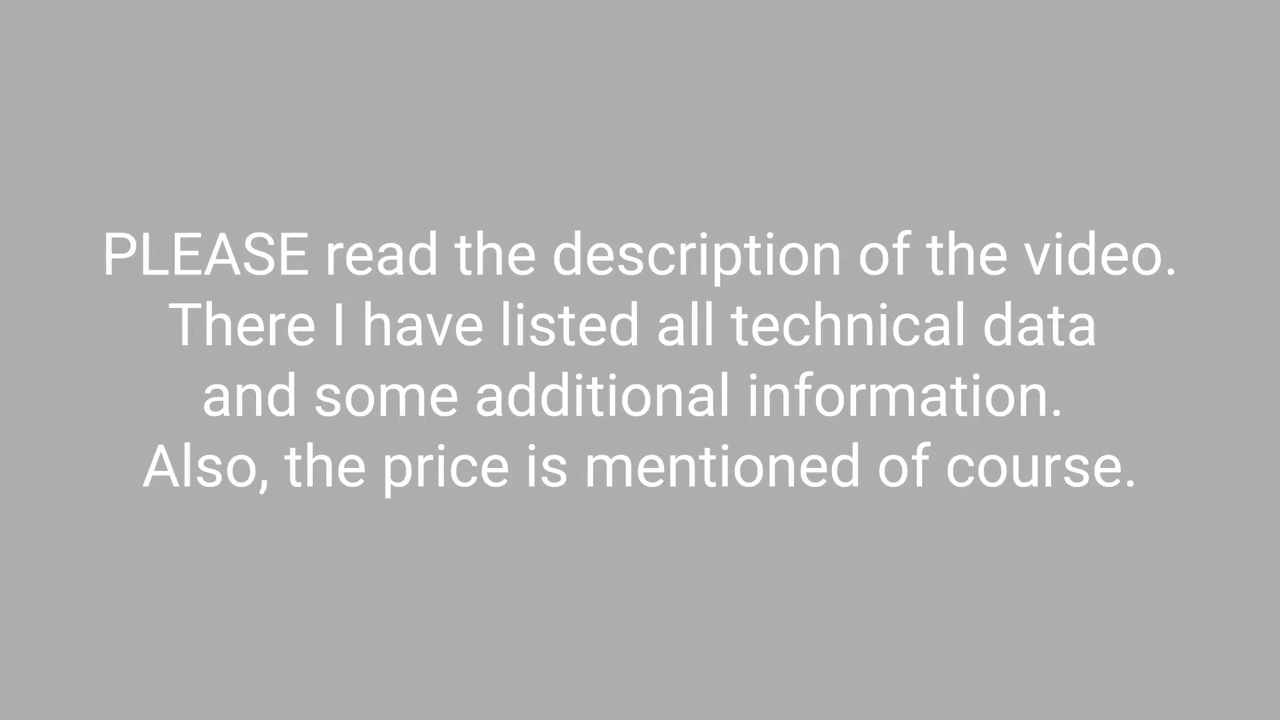 PLEASE read the description of the video.
There I have listed all technical data
and some additional information.
Also, the price is mentioned of course.